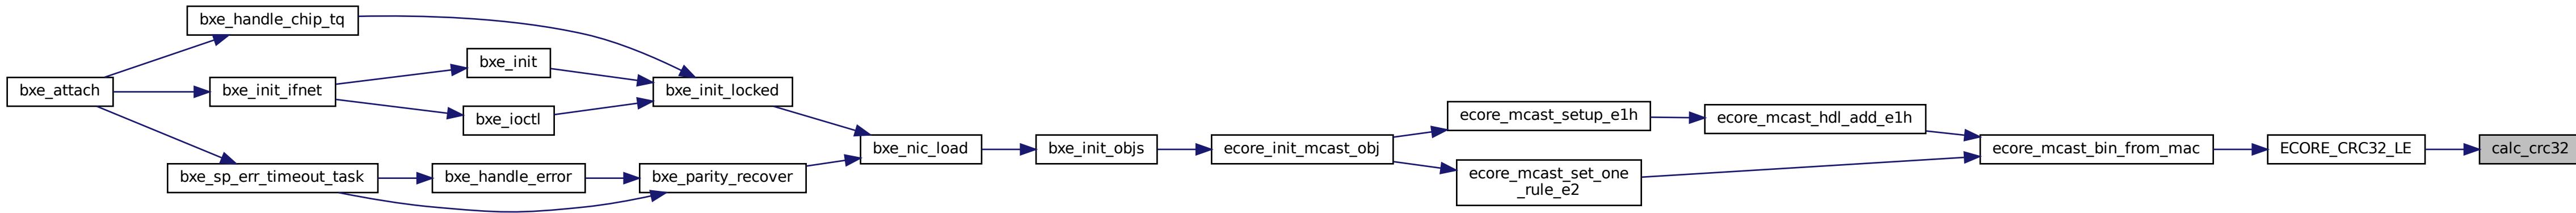 bxe_handle_chip_tq
bxe_init
bxe_attach
bxe_init_ifnet
bxe_init_locked
bxe_ioctl
bxe_sp_err_timeout_task
bxe_handle_error
bxe_parity_recover
bxe_nic_load
bxe_init_objs
ecore_init_mcast_obj
ecore_mcast_setup_e1h
ecore_mcast_hdl_add_e1h
ecore_mcast_set_one
_rule_e2
ecore_mcast_bin_from_mac
ECORE_CRC32_LE
calc_crc32